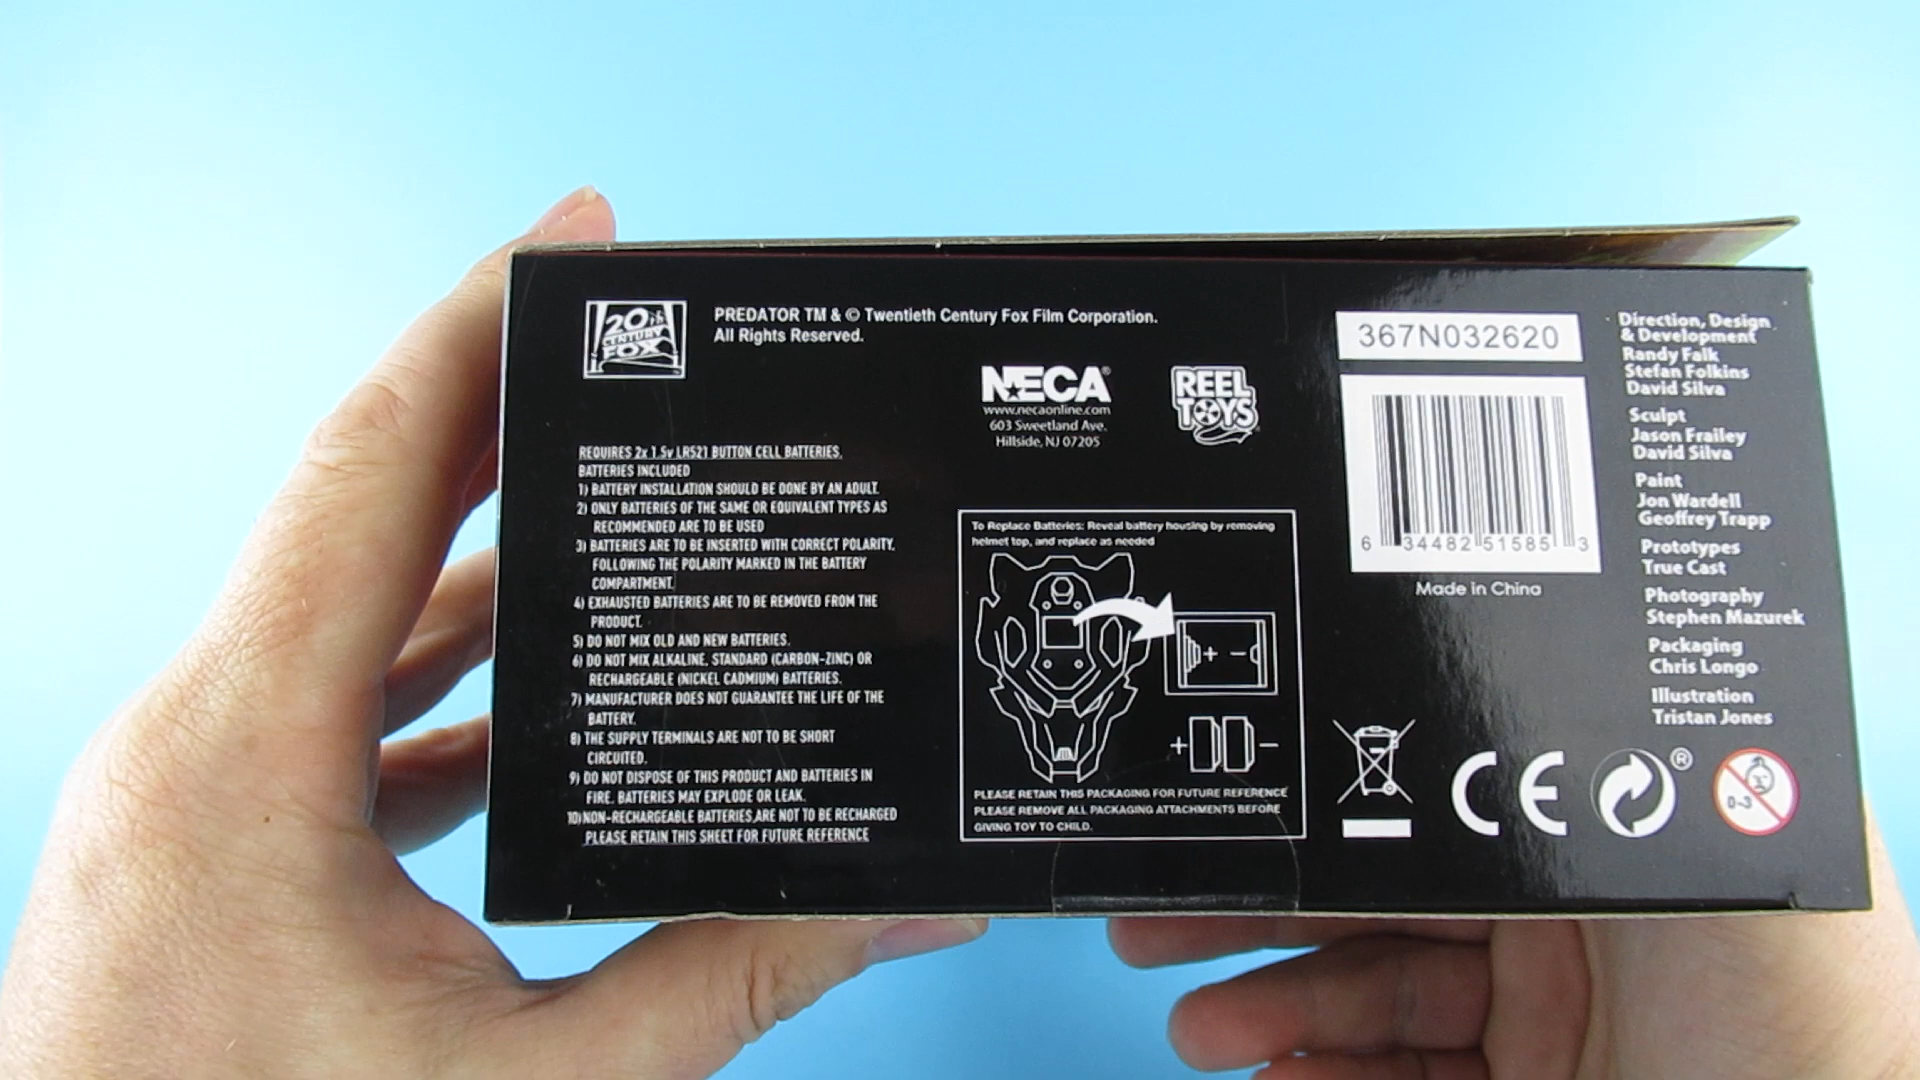 20th
CENTURY
FOX
PREDATOR TM & © Twentieth Century Fox Film Corporation.
All Rights Reserved.
NECA®
www.necaonline.com
603 Sweetland Ave.
Hillside, NJ 07205
REEL
TOYS
REQUIRES 2x 1.5v LR521 BUTTON CELL BATTERIES.
BATTERIES INCLUDED
1) BATTERY INSTALLATION SHOULD BE DONE BY AN ADULT.
2) ONLY BATTERIES OF THE SAME OR EQUIVALENT TYPES AS
RECOMMENDED ARE TO BE USED
3) BATTERIES ARE TO BE INSERTED WITH CORRECT POLARITY,
FOLLOWING THE POLARITY MARKED IN THE BATTERY
COMPARTMENT.
4) EXHAUSTED BATTERIES ARE TO BE REMOVED FROM THE
PRODUCT.
5) DO NOT MIX OLD AND NEW BATTERIES.
6) DO NOT MIX ALKALINE, STANDARD (CARBON-ZINC) OR
RECHARGEABLE (NICKEL CADMIUM) BATTERIES.
7) MANUFACTURER DOES NOT GUARANTEE THE LIFE OF THE
BATTERY.
8) THE SUPPLY TERMINALS ARE NOT TO BE SHORT
CIRCUITED.
9) DO NOT DISPOSE OF THIS PRODUCT AND BATTERIES IN
FIRE. BATTERIES MAY EXPLODE OR LEAK.
10) NON-RECHARGEABLE BATTERIES ARE NOT TO BE RECHARGED
PLEASE RETAIN THIS SHEET FOR FUTURE REFERENCE
To Replace Batteries: Reveal battery housing by removing
helmet top, and replace as needed
+ −
+ −
PLEASE RETAIN THIS PACKAGING FOR FUTURE REFERENCE
PLEASE REMOVE ALL PACKAGING ATTACHMENTS BEFORE
GIVING TOY TO CHILD.
367N032620
6 34482 51585 3
Made in China
Direction, Design
& Development
Randy Falk
Stefan Folkins
David Silva
Sculpt
Jason Frailey
David Silva
Paint
Jon Wardell
Geoffrey Trapp
Prototypes
True Cast
Photography
Stephen Mazurek
Packaging
Chris Longo
Illustration
Tristan Jones
CE
®
0-3